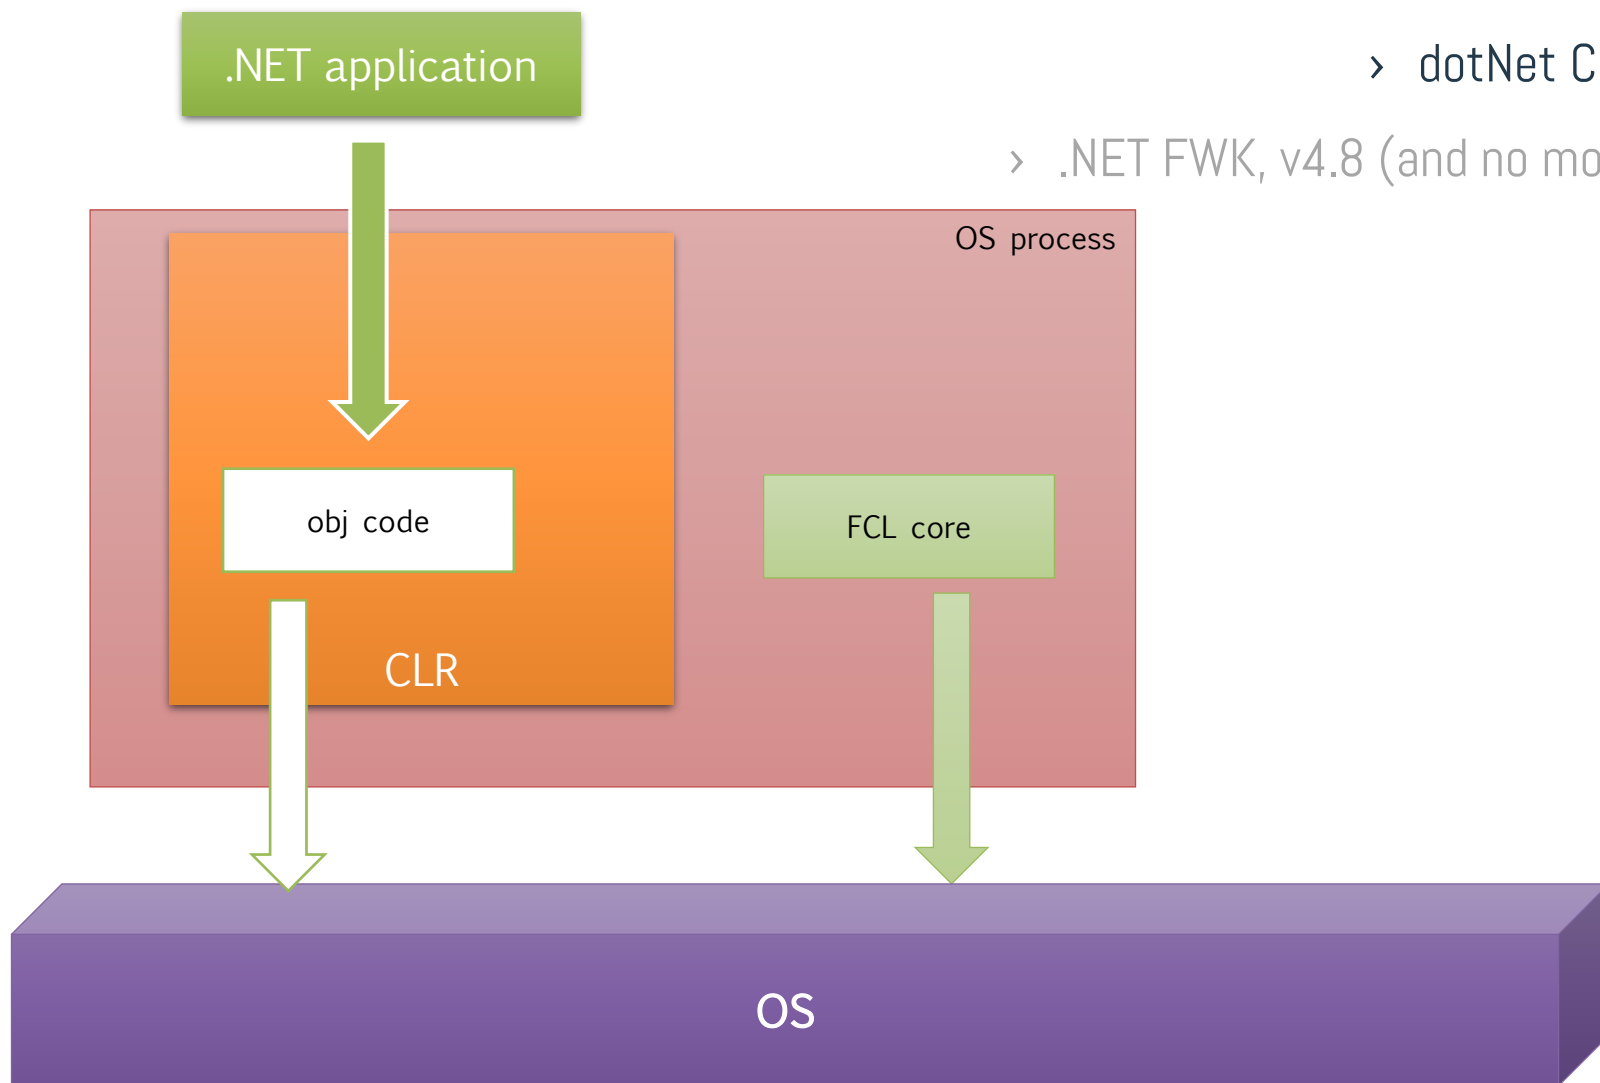 .NET application
› dotNet C
› .NET FWK, v4.8 (and no mo
OS process
obj code
FCL core
CLR
OS